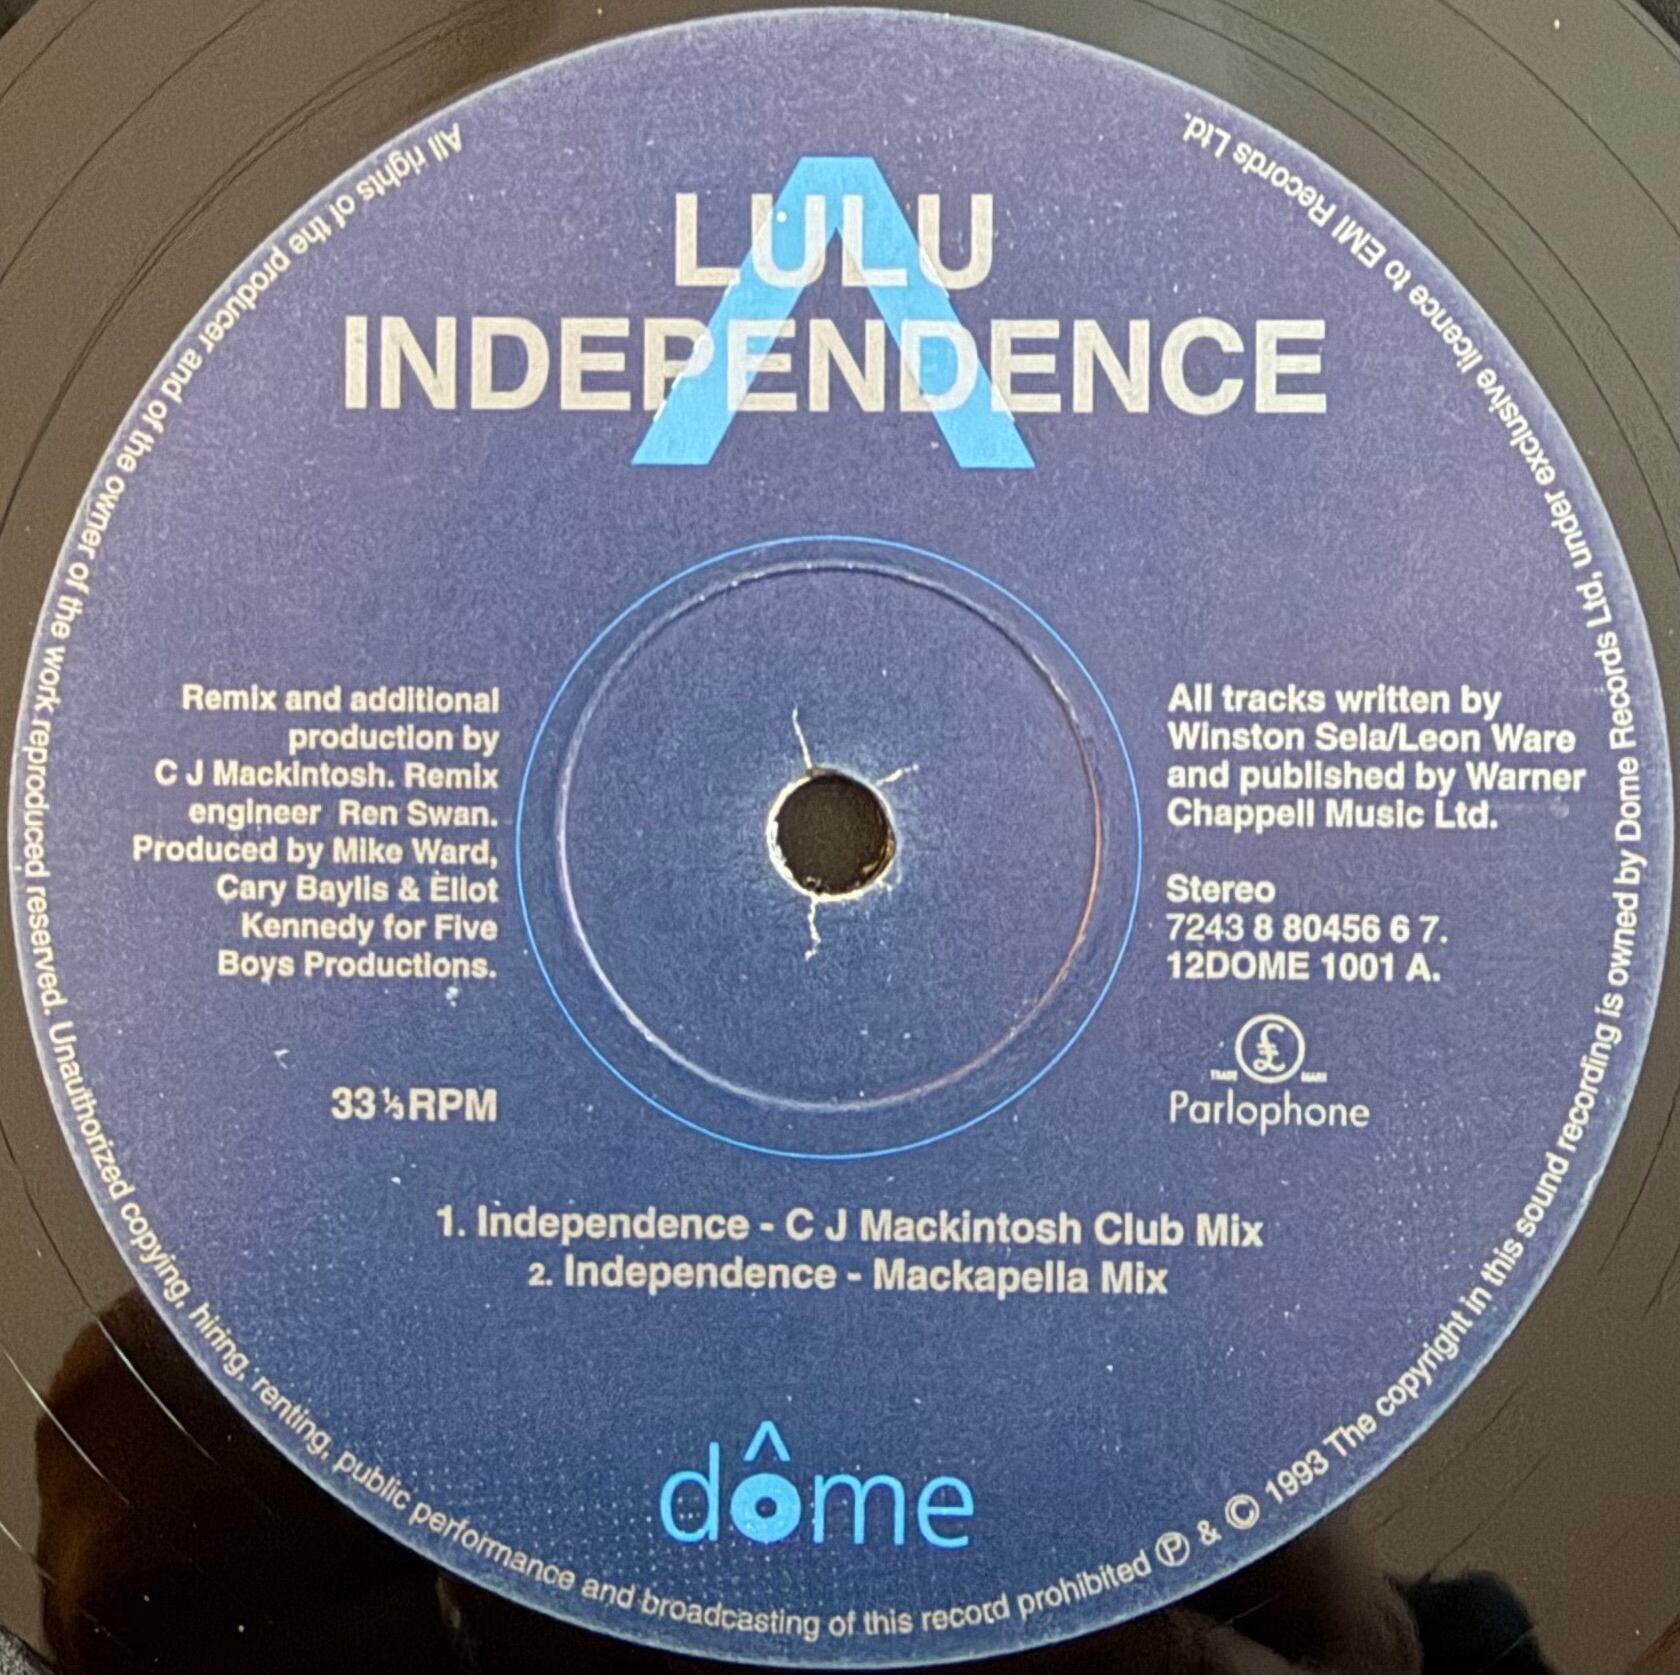 LULU
A
INDEPENDENCE
Remix and additional
production by
C J Mackintosh. Remix
engineer Ren Swan.
Produced by Mike Ward,
Cary Baylis & Eliot
Kennedy for Five
Boys Productions.
33⅓RPM
All tracks written by
Winston Sela/Leon Ware
and published by Warner
Chappell Music Ltd.
Stereo
7243 8 80456 6 7.
12DOME 1001 A.
£
TRADE MARK
Parlophone
1. Independence - C J Mackintosh Club Mix
2. Independence - Mackapella Mix
dôme
All rights of the producer and of the owner of the work reproduced reserved. Unauthorized copying, hiring, renting, public performance and broadcasting of this record prohibited ℗ & © 1993 The copyright in this sound recording is owned by Dome Records Ltd, under exclusive licence to EMI Records Ltd.